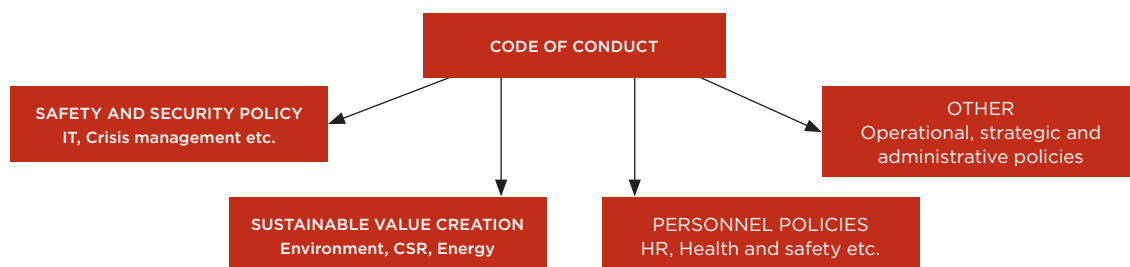 CODE OF CONDUCT
SAFETY AND SECURITY POLICY
IT, Crisis management etc.
OTHER
Operational, strategic and
administrative policies
SUSTAINABLE VALUE CREATION
Environment, CSR, Energy
PERSONNEL POLICIES
HR, Health and safety etc.